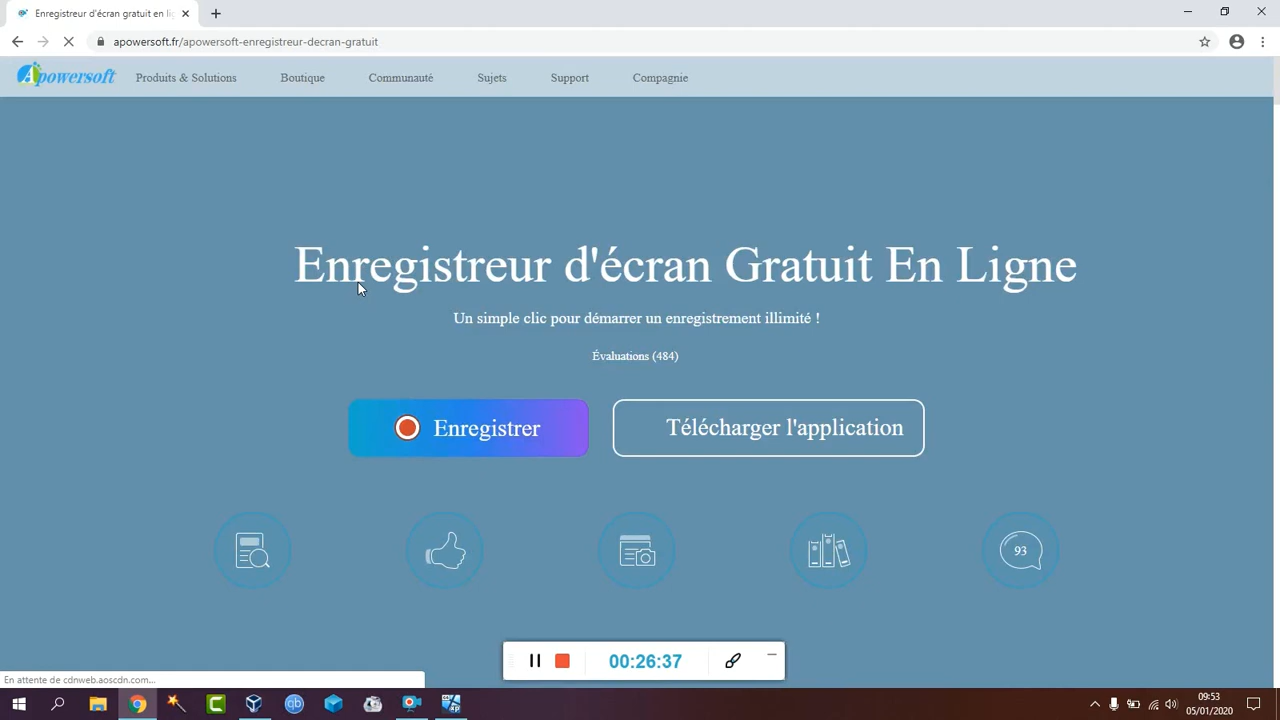 Enregistreur d'écran gratuit en li
apowersoft.fr/apowersoft-enregistreur-decran-gratuit
Apowersoft Produits & Solutions Boutique Communauté Sujets Support Compagnie
Enregistreur d'écran Gratuit En Ligne
Un simple clic pour démarrer un enregistrement illimité !
Évaluations (484)
Enregistrer Télécharger l'application
93
00:26:37
En attente de cdnweb.aoscdn.com...
09:53
05/01/2020